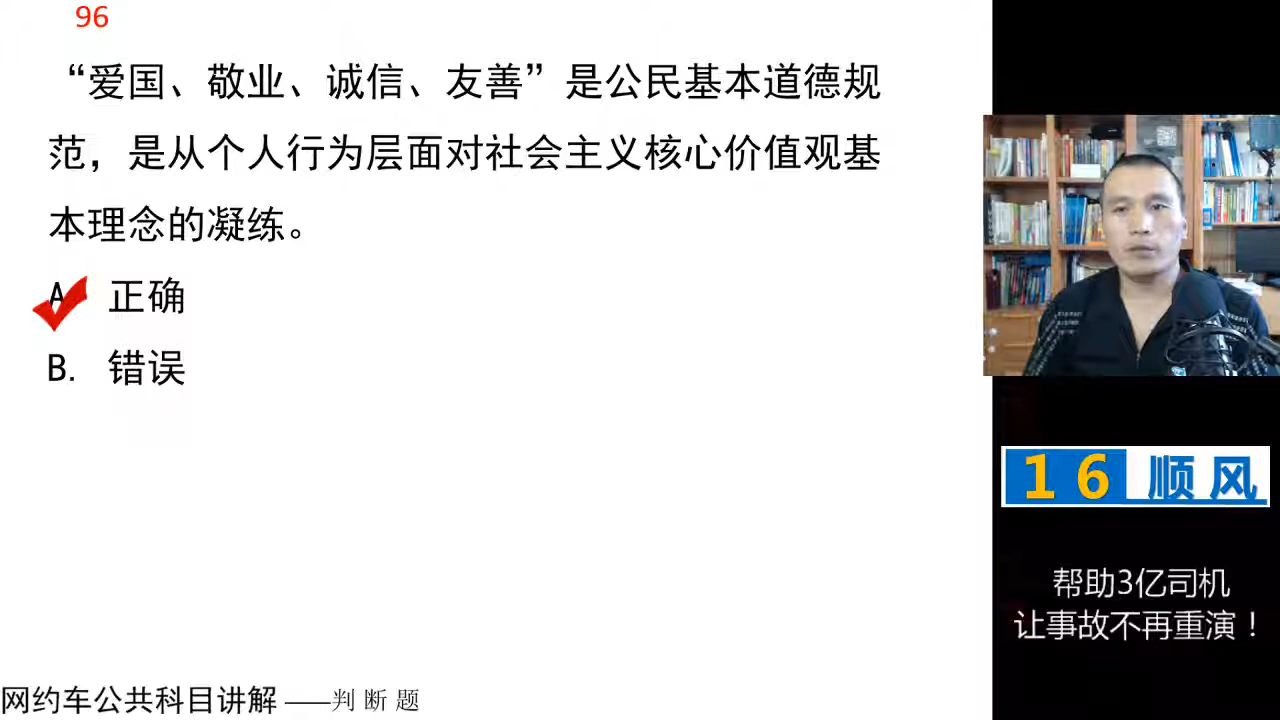 96
“爱国、敬业、诚信、友善”是公民基本道德规
范，是从个人行为层面对社会主义核心价值观基
本理念的凝练。
A. 正确
B. 错误
16顺风
帮助3亿司机
让事故不再重演！
网约车公共科目讲解 ——判断题